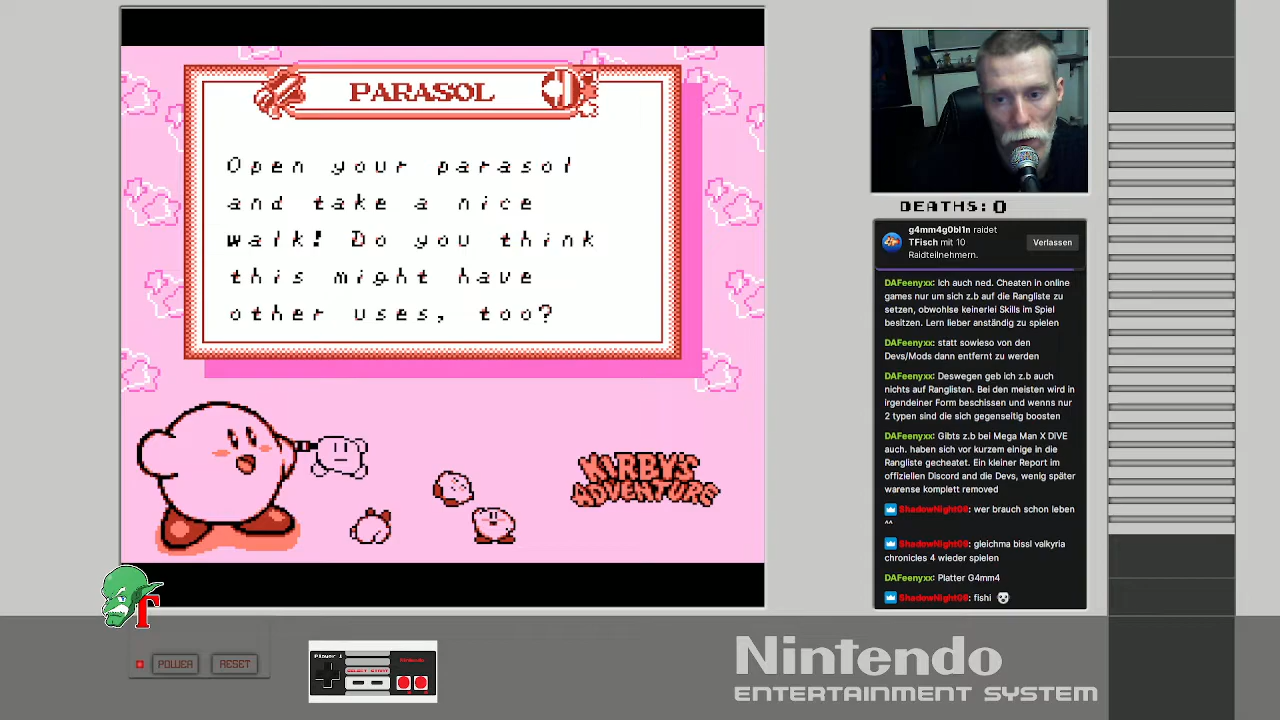 PARASOL
Open your parasol
and take a nice
walk! Do you think
this might have
other uses, too?
KIRBY'S
ADVENTURE
DEATHS: 0
g4mm4g0bl1n raidet
TFisch mit 10
Raidteilnehmern.
Verlassen
DAFeenyxx: Ich auch ned. Cheaten in online
games nur um sich z.b auf die Rangliste zu
setzen, obwohlse keinerlei Skills im Spiel
besitzen. Lern lieber anständig zu spielen
DAFeenyxx: statt sowieso von den
Devs/Mods dann entfernt zu werden
DAFeenyxx: Deswegen geb ich z.b auch
nichts auf Ranglisten. Bei den meisten wird in
irgendeiner Form beschissen und wenns nur
2 typen sind die sich gegenseitig boosten
DAFeenyxx: Gibts z.b bei Mega Man X DiVE
auch. haben sich vor kurzem einige in die
Rangliste gecheatet. Ein kleiner Report im
offiziellen Discord and die Devs, wenig später
warense komplett removed
ShadowNight09: wer brauch schon leben
^^
ShadowNight09: gleichma bissl valkyria
chronicles 4 wieder spielen
DAFeenyxx: Platter G4mm4
ShadowNight09: fishi
POWER
RESET
Player 1
Nintendo
SELECT START
Nintendo
ENTERTAINMENT SYSTEM